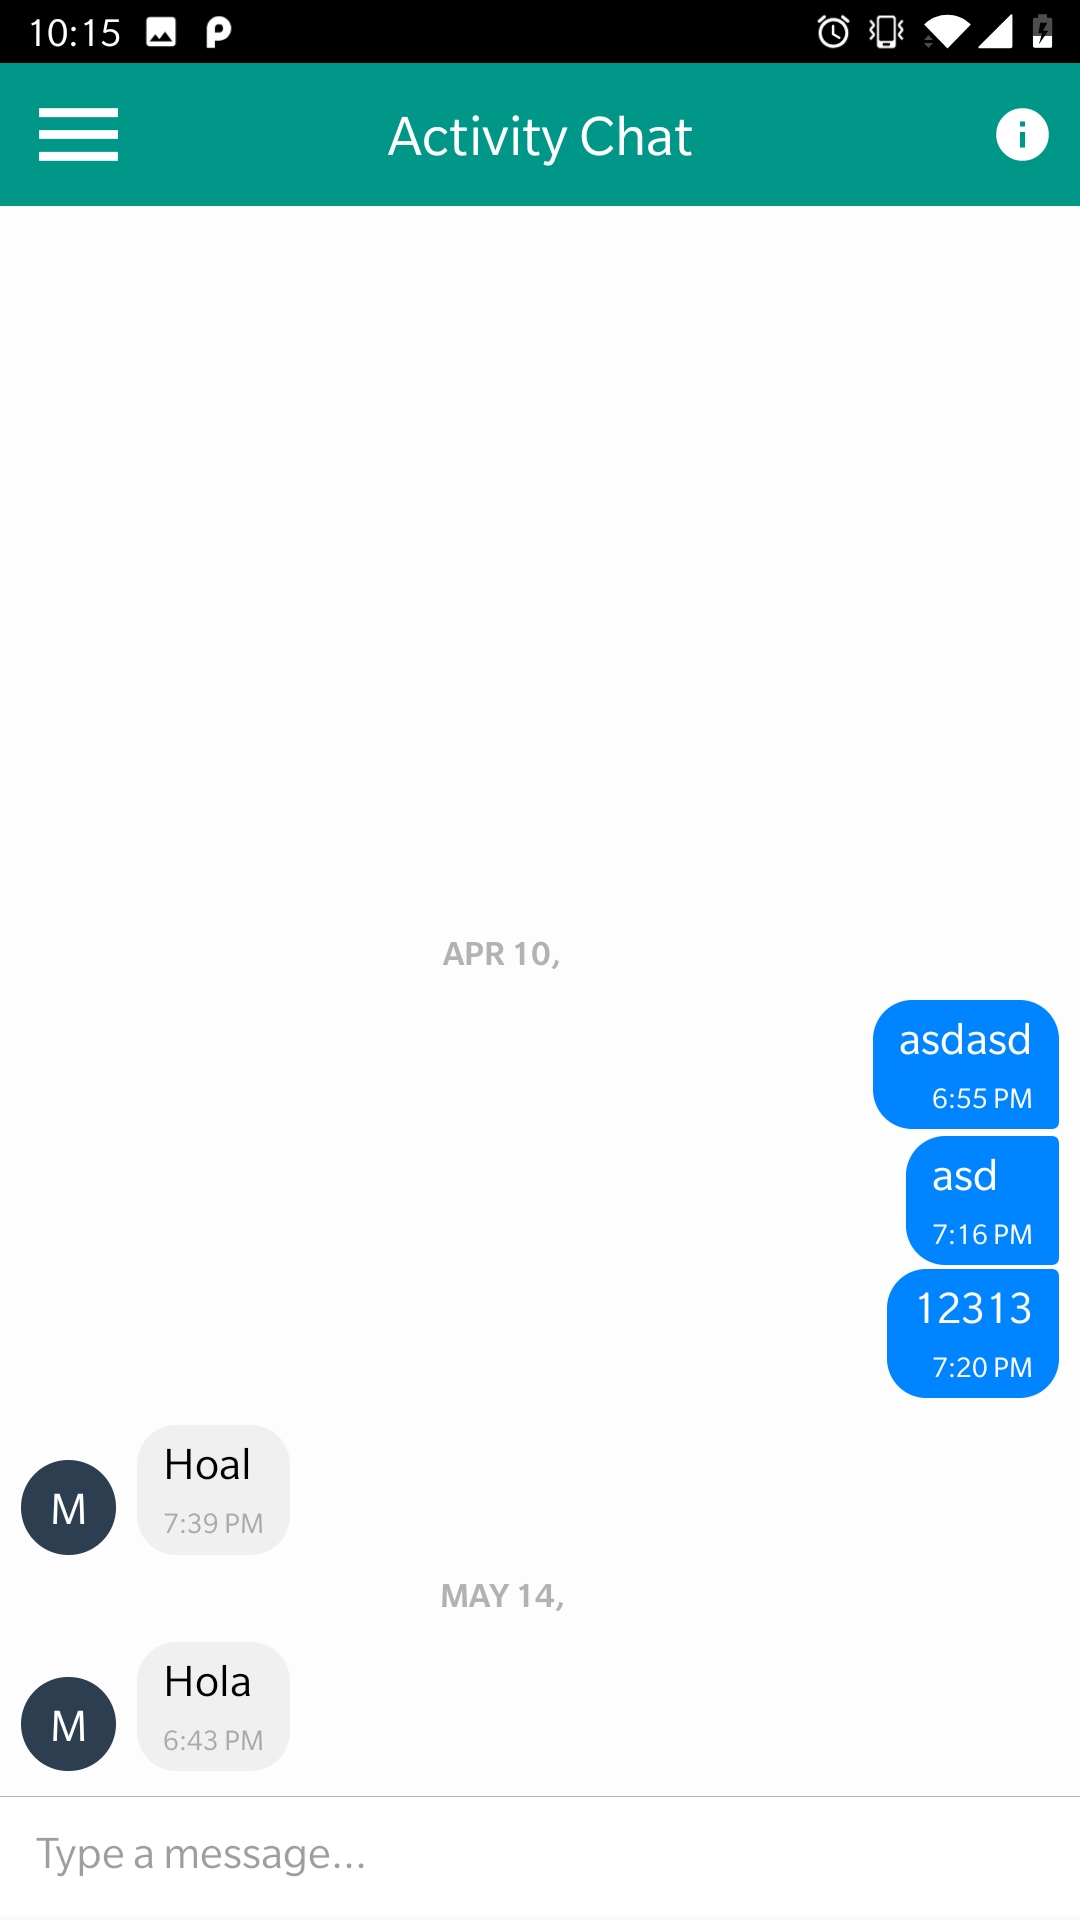 10:15
Activity Chat
APR 10,
asdasd
6:55 PM
asd
7:16 PM
12313
7:20 PM
Hoal
M
7:39 PM
MAY 14,
Hola
M
6:43 PM
Type a message...